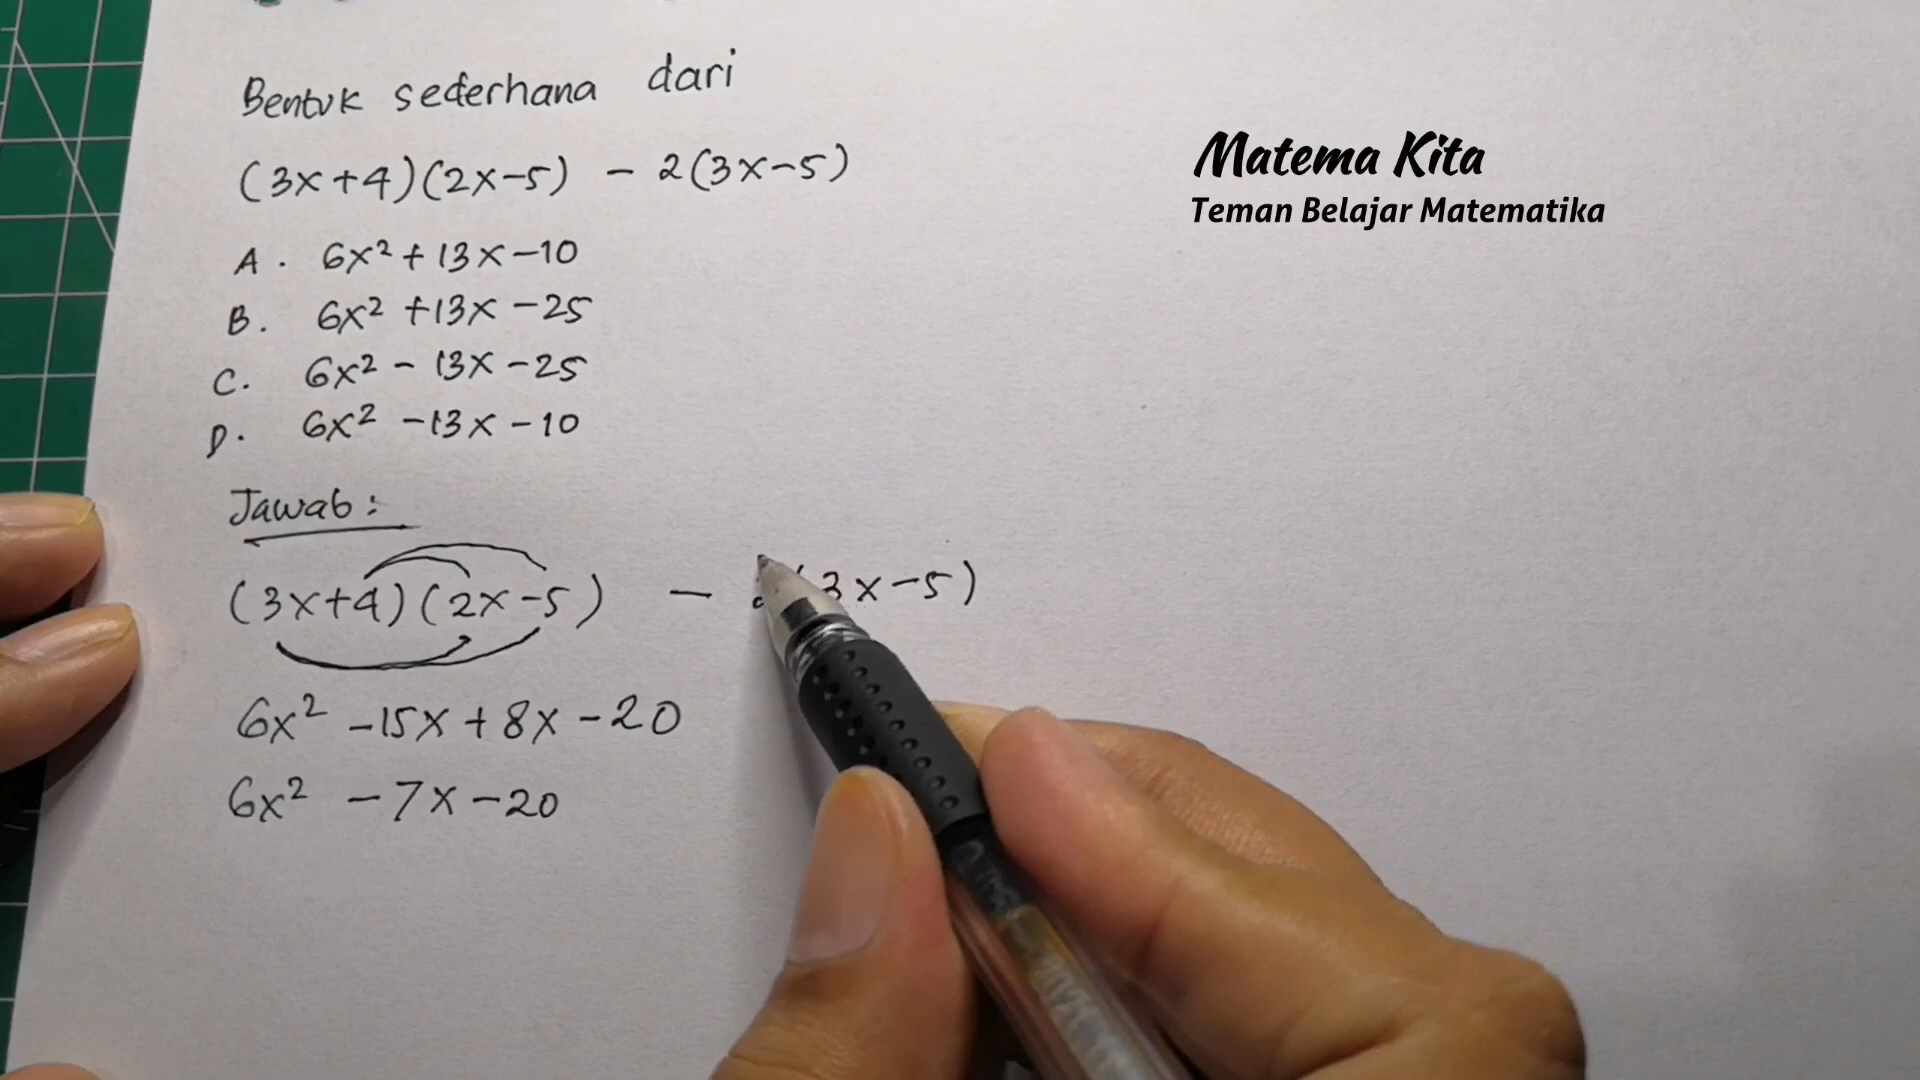 Bentuk sederhana dari
(3x+4)(2x-5) - 2(3x-5)
A. 6x² + 13x - 10
B. 6x² + 13x - 25
C. 6x² - 13x - 25
D. 6x² - 13x - 10
Jawab:
(3x+4)(2x-5) - (3x-5)
6x² - 15x + 8x - 20
6x² - 7x - 20
Matema Kita
Teman Belajar Matematika